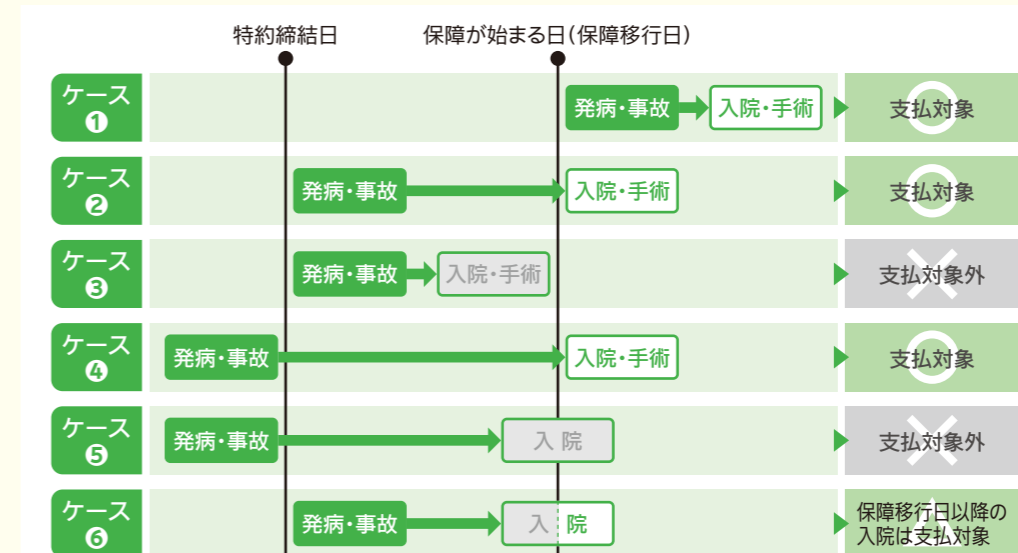 特約締結日
保障が始まる日(保障移行日)
ケース
❶
発病・事故
入院・手術
支払対象
ケース
❷
発病・事故
入院・手術
支払対象
ケース
❸
発病・事故
入院・手術
支払対象外
ケース
❹
発病・事故
入院・手術
支払対象
ケース
❺
発病・事故
入 院
支払対象外
ケース
❻
発病・事故
入 院
保障移行日以降の
入院は支払対象